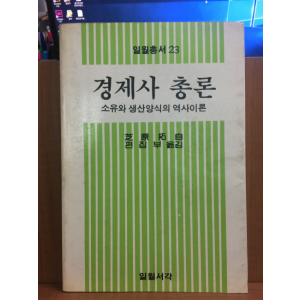 일월총서 23
경제사 총론
소유와 생산양식의 역사이론
芝原拓自
편집부 옮김
일월서각